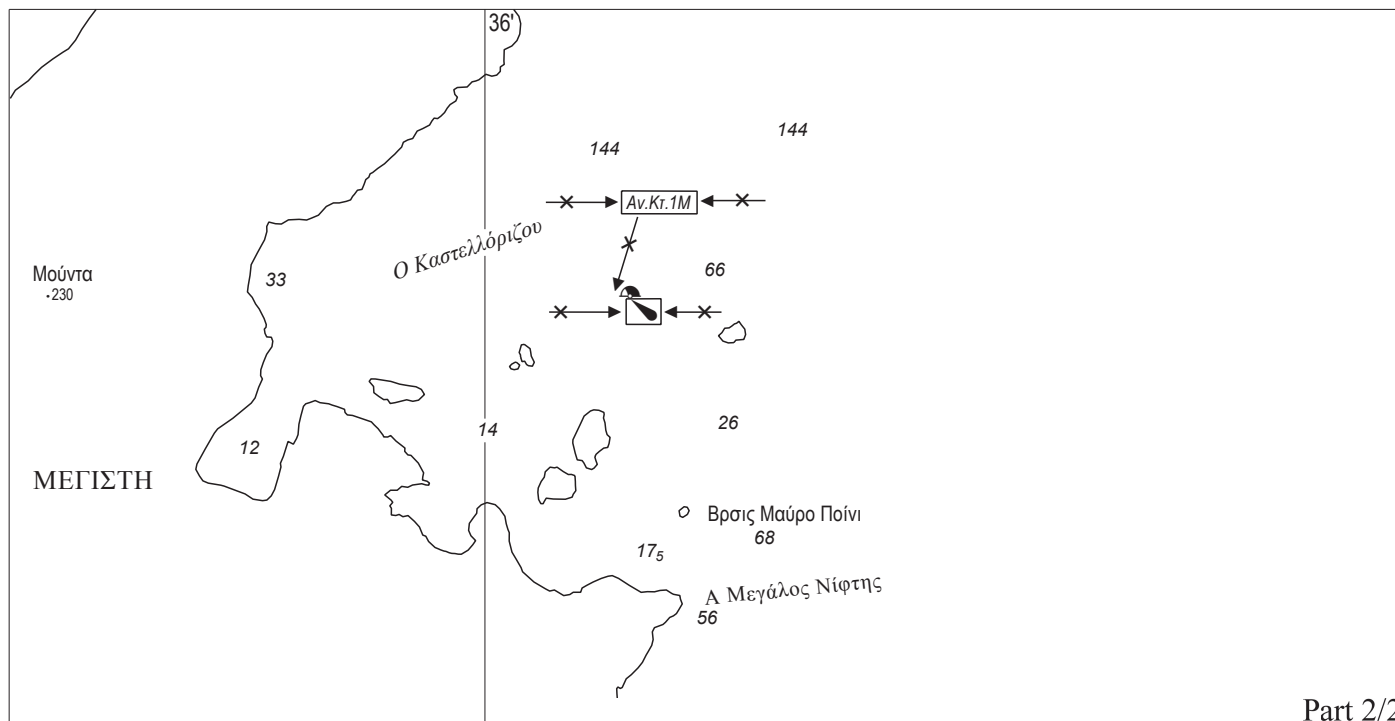 36'
144
144
Αν.Κτ.1Μ
Ο Καστελλόριζου
66
33
Μούντα
230
26
14
12
ΜΕΓΙΣΤΗ
Βρσις Μαύρο Ποίνι
68
17₅
Α Μεγάλος Νίφτης
56
Part 2/2